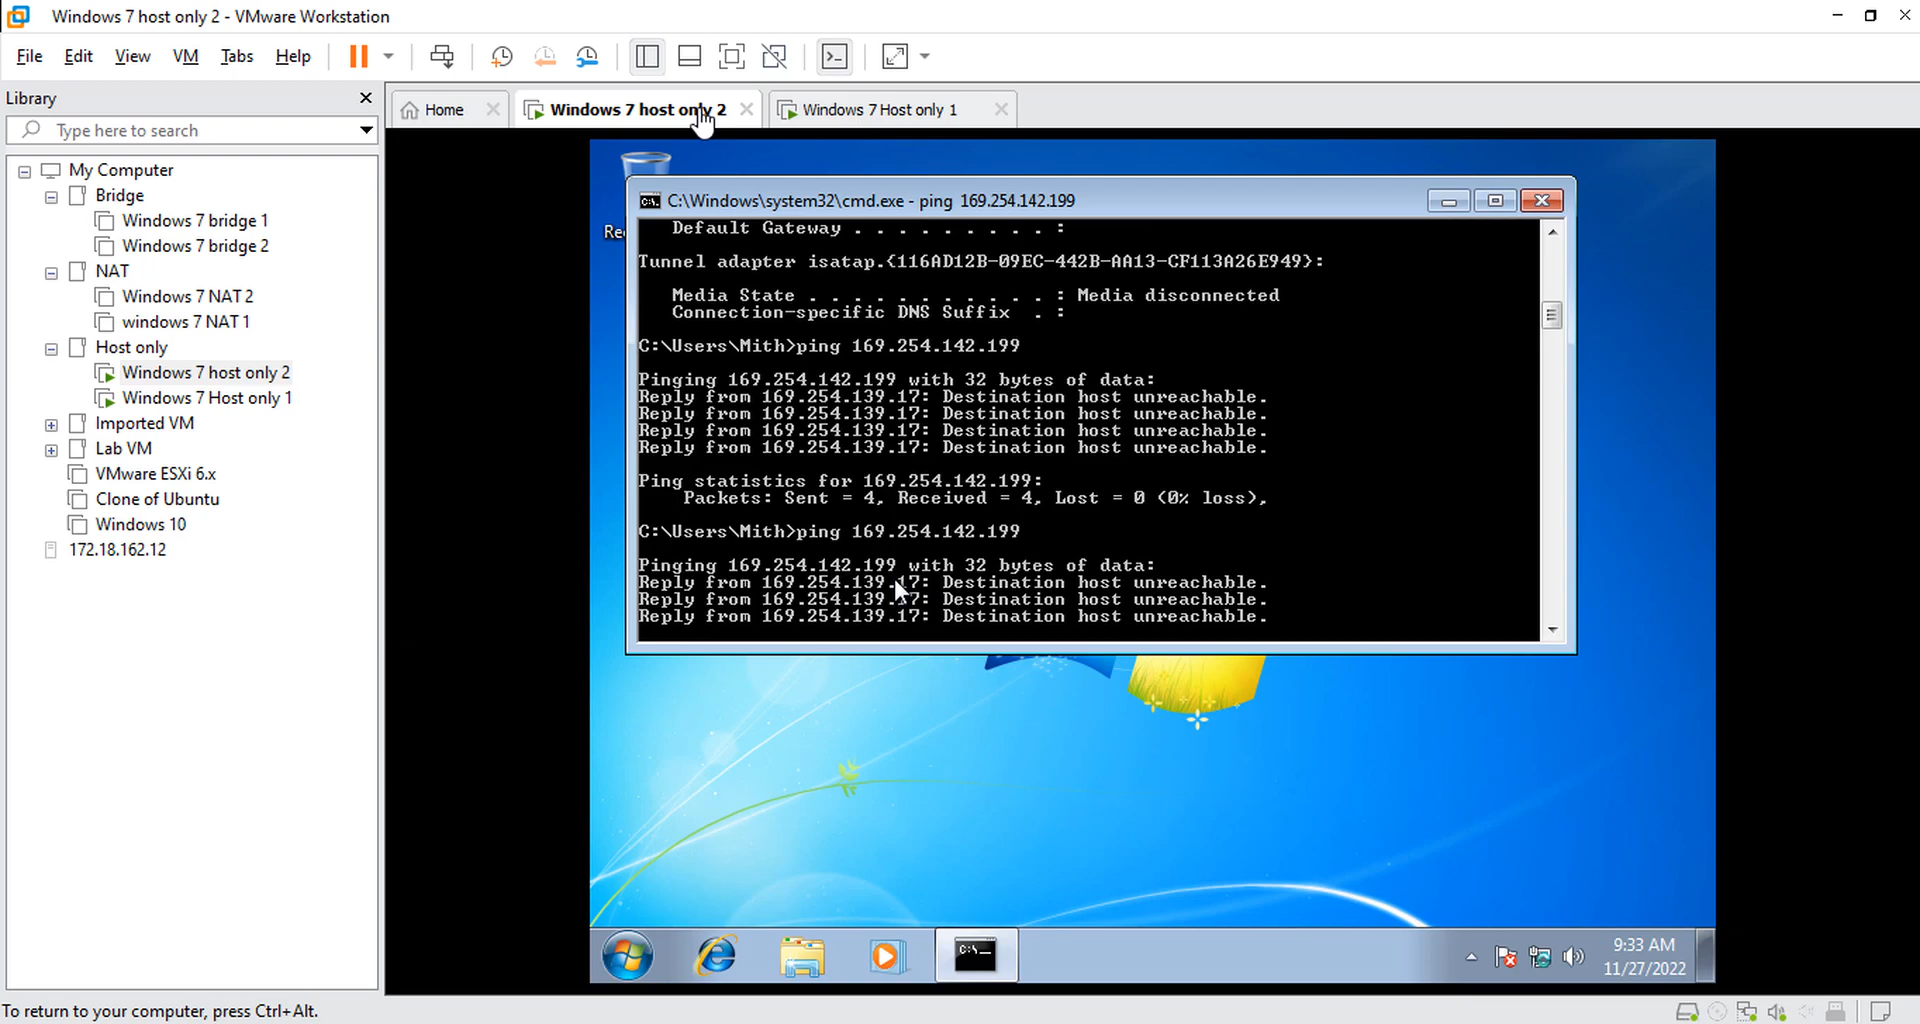 Windows 7 host only 2 - VMware Workstation
File Edit View VM Tabs Help
Library
Type here to search
My Computer
Bridge
Windows 7 bridge 1
Windows 7 bridge 2
NAT
Windows 7 NAT 2
windows 7 NAT 1
Host only
Windows 7 host only 2
Windows 7 Host only 1
Imported VM
Lab VM
VMware ESXi 6.x
Clone of Ubuntu
Windows 10
172.18.162.12
Home
Windows 7 host only 2
Windows 7 Host only 1
Rec
C:\Windows\system32\cmd.exe - ping 169.254.142.199
Default Gateway . . . . . . . . . :
Tunnel adapter isatap.{116AD12B-09EC-442B-AA13-CF113A26E949}:
Media State . . . . . . . . . . . : Media disconnected
Connection-specific DNS Suffix . :
C:\Users\Mith>ping 169.254.142.199
Pinging 169.254.142.199 with 32 bytes of data:
Reply from 169.254.139.17: Destination host unreachable.
Reply from 169.254.139.17: Destination host unreachable.
Reply from 169.254.139.17: Destination host unreachable.
Reply from 169.254.139.17: Destination host unreachable.
Ping statistics for 169.254.142.199:
Packets: Sent = 4, Received = 4, Lost = 0 (0% loss),
C:\Users\Mith>ping 169.254.142.199
Pinging 169.254.142.199 with 32 bytes of data:
Reply from 169.254.139.17: Destination host unreachable.
Reply from 169.254.139.17: Destination host unreachable.
Reply from 169.254.139.17: Destination host unreachable.
9:33 AM
11/27/2022
To return to your computer, press Ctrl+Alt.